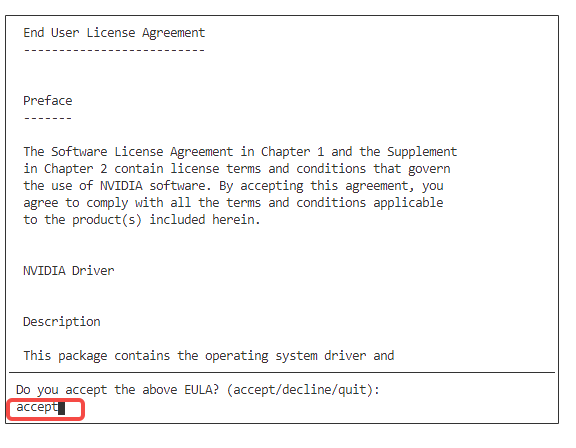 End User License Agreement
--------------------------
Preface
-------
The Software License Agreement in Chapter 1 and the Supplement
in Chapter 2 contain license terms and conditions that govern
the use of NVIDIA software. By accepting this agreement, you
agree to comply with all the terms and conditions applicable
to the product(s) included herein.
NVIDIA Driver
Description
This package contains the operating system driver and
Do you accept the above EULA? (accept/decline/quit):
accept